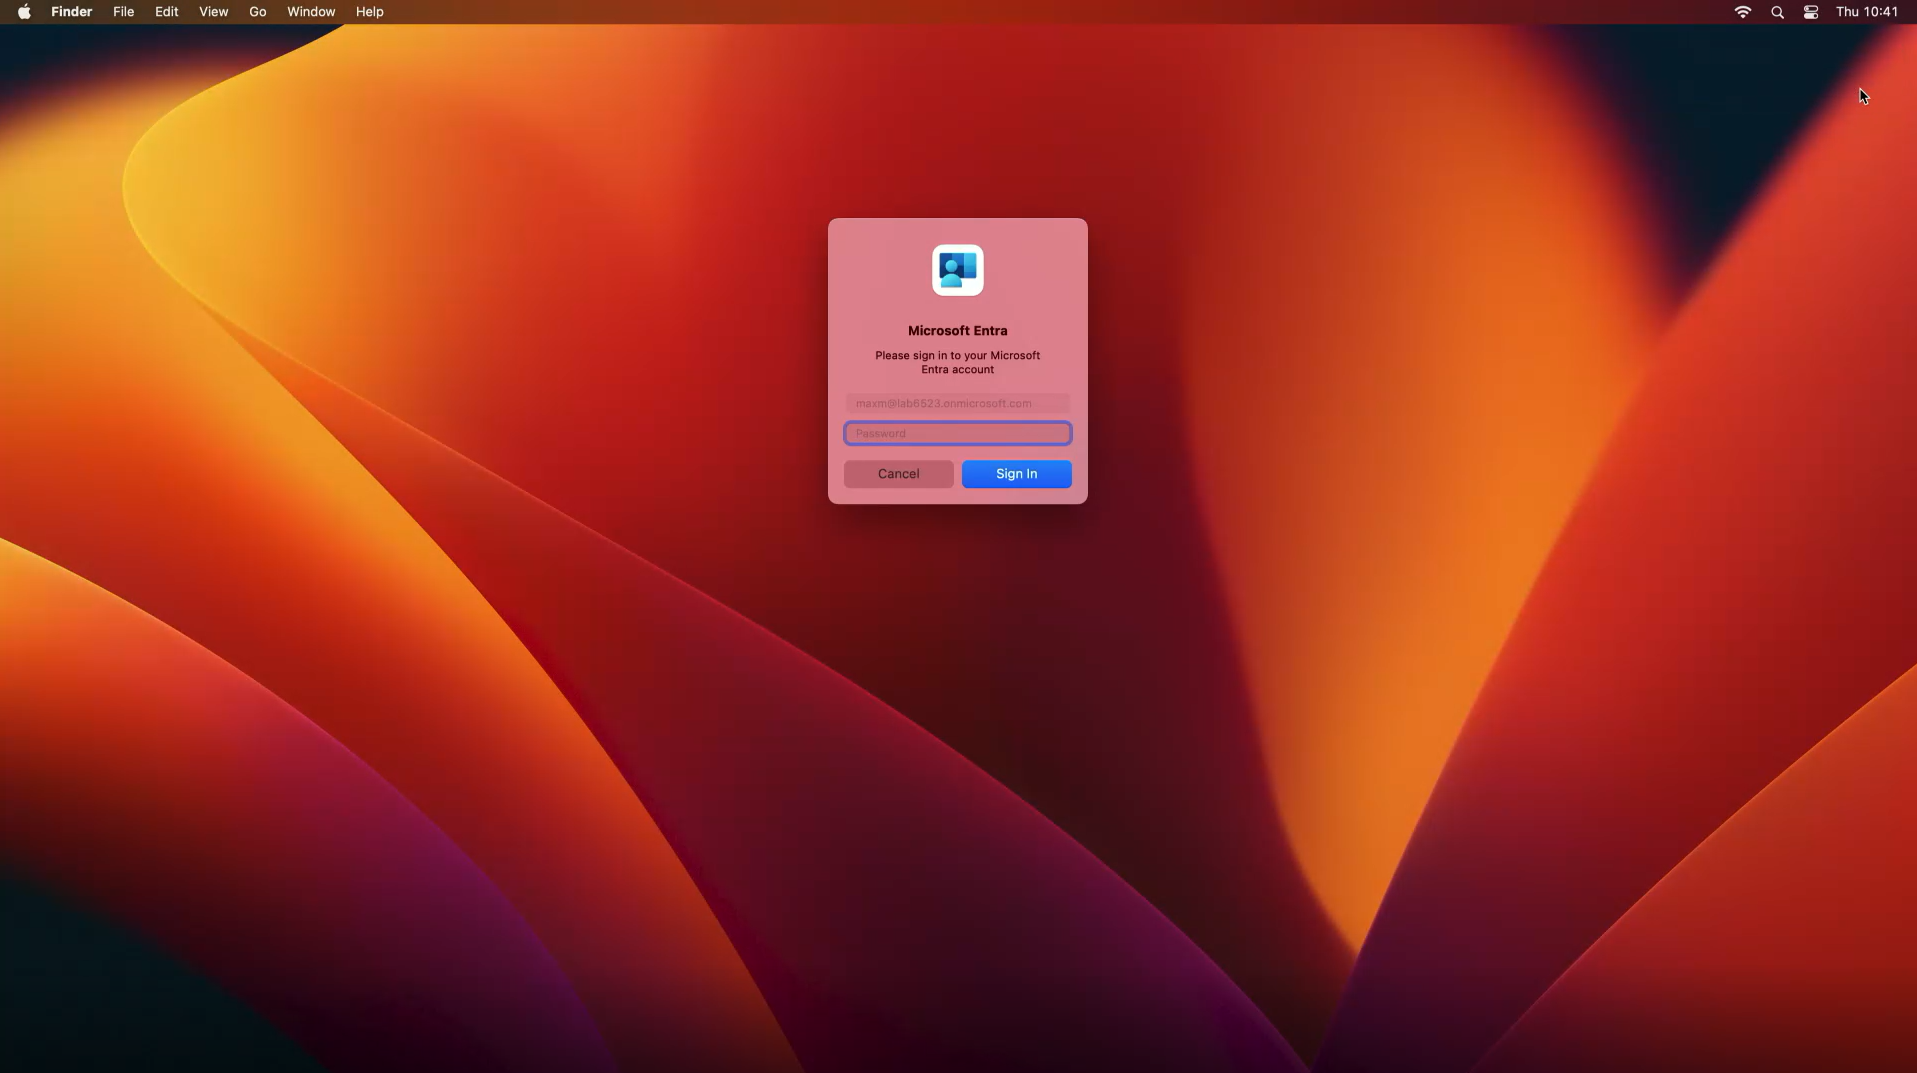 Finder File Edit View Go Window Help Thu 10:41
Microsoft Entra
Please sign in to your Microsoft
Entra account
maxm@lab6523.onmicrosoft.com
Password
Cancel Sign In